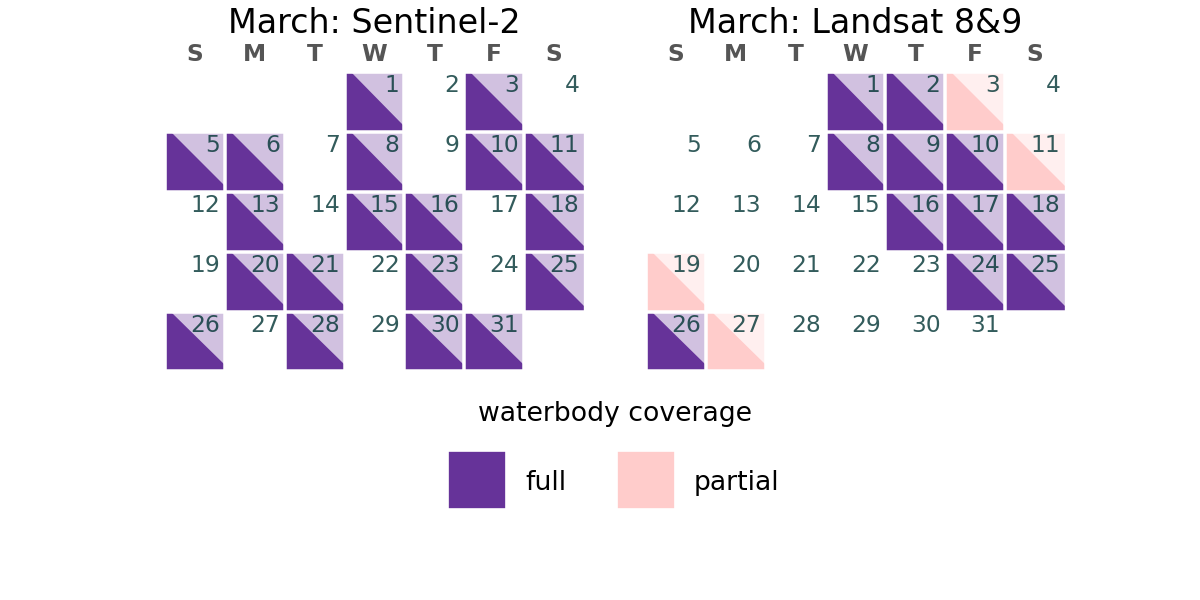 March: Sentinel-2
S M T W T F S
1 2 3 4
5 6 7 8 9 10 11
12 13 14 15 16 17 18
19 20 21 22 23 24 25
26 27 28 29 30 31
March: Landsat 8&9
S M T W T F S
1 2 3 4
5 6 7 8 9 10 11
12 13 14 15 16 17 18
19 20 21 22 23 24 25
26 27 28 29 30 31
waterbody coverage
full
partial